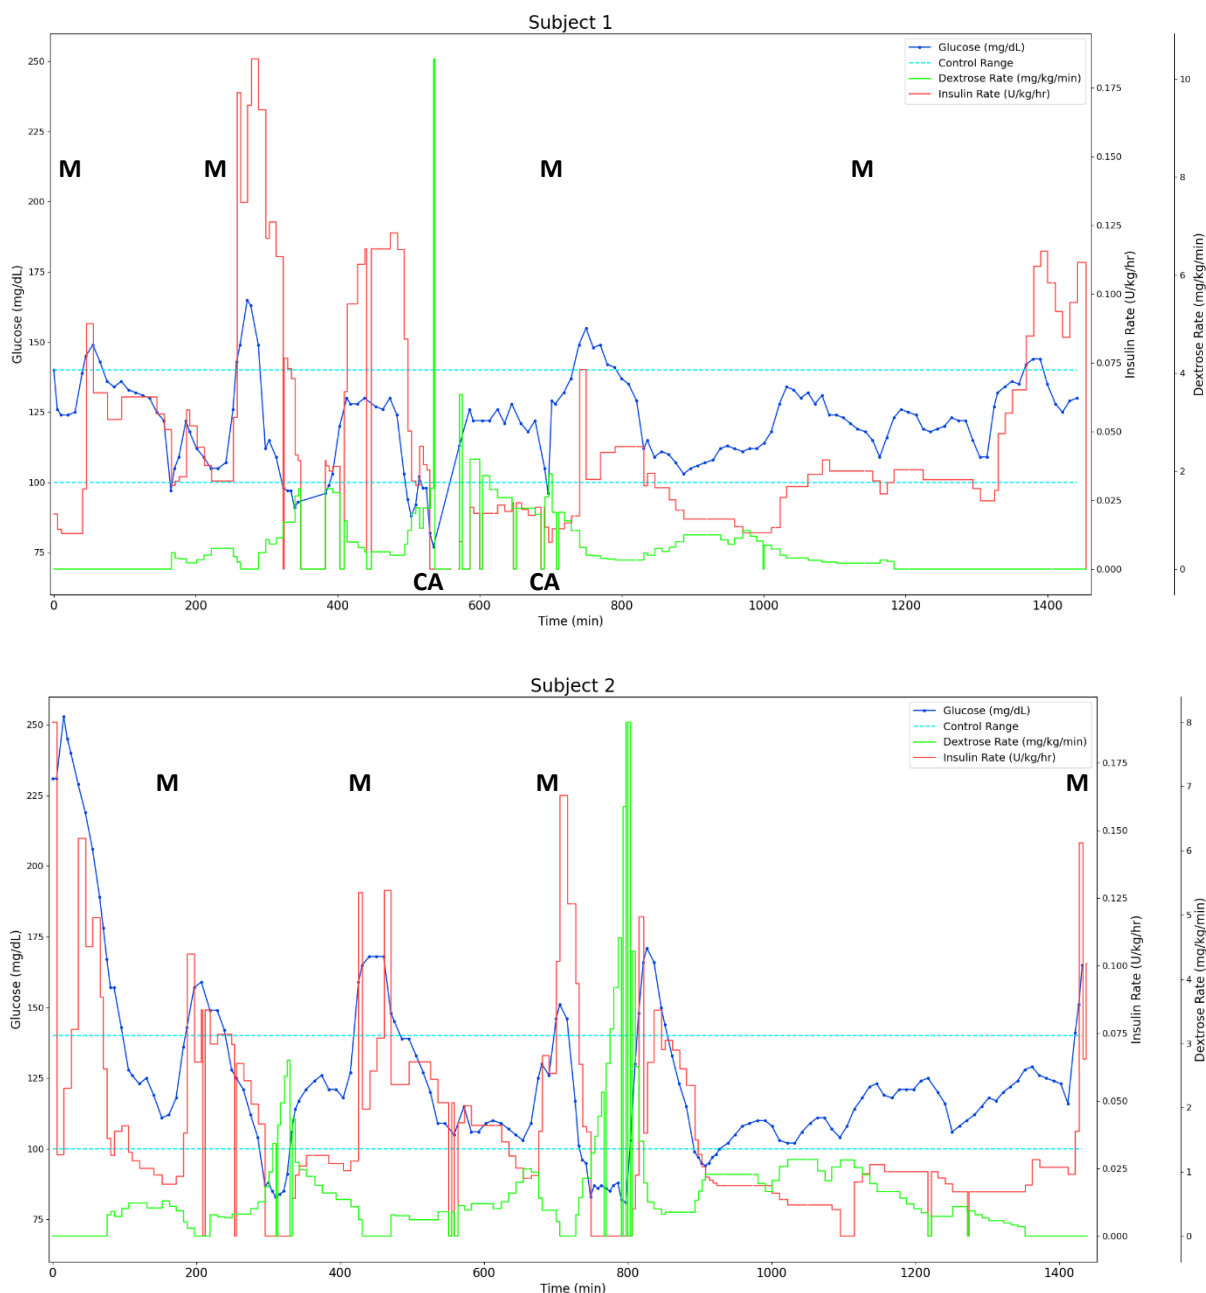 Subject 1
Glucose (mg/dL)
Control Range
Dextrose Rate (mg/kg/min)
Insulin Rate (U/kg/hr)
M M M M
CA CA
250
225
200
175
150
125
100
75
Glucose (mg/dL)
0 200 400 600 800 1000 1200 1400
Time (min)
0.175
0.150
0.125
0.100
0.075
0.050
0.025
0.000
Insulin Rate (U/kg/hr)
10
8
6
4
2
0
Dextrose Rate (mg/kg/min)
Subject 2
Glucose (mg/dL)
Control Range
Dextrose Rate (mg/kg/min)
Insulin Rate (U/kg/hr)
M M M M
250
225
200
175
150
125
100
75
Glucose (mg/dL)
0 200 400 600 800 1000 1200 1400
Time (min)
0.175
0.150
0.125
0.100
0.075
0.050
0.025
0.000
Insulin Rate (U/kg/hr)
8
7
6
5
4
3
2
1
0
Dextrose Rate (mg/kg/min)